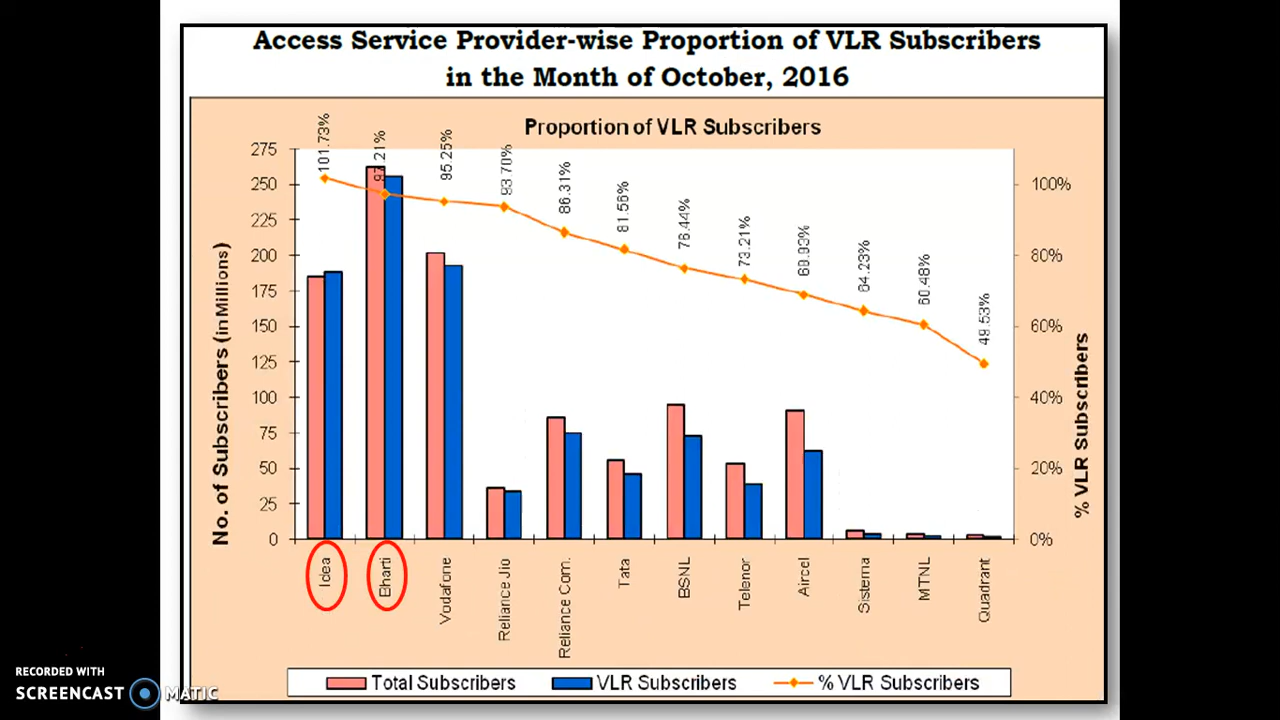 Access Service Provider-wise Proportion of VLR Subscribers
in the Month of October, 2016
Proportion of VLR Subscribers
275
250
225
200
175
150
125
100
75
50
25
0
No. of Subscribers (in Millions)
101.73%
97.21%
95.25%
93.70%
86.31%
81.56%
76.44%
73.21%
68.93%
64.23%
60.48%
49.53%
100%
80%
60%
40%
20%
0%
% VLR Subscribers
Idea
Bharti
Vodafone
Reliance Jio
Reliance Com.
Tata
BSNL
Telenor
Aircel
Sistema
MTNL
Quadrant
Total Subscribers
VLR Subscribers
% VLR Subscribers
RECORDED WITH
SCREENCAST MATIC